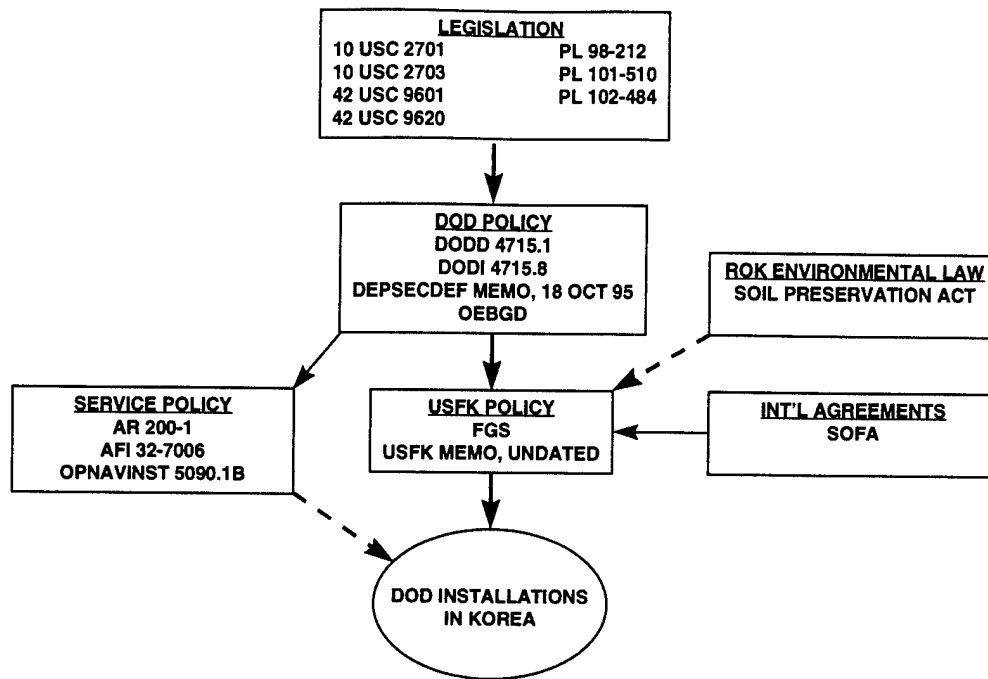 LEGISLATION
10 USC 2701 PL 98-212
10 USC 2703 PL 101-510
42 USC 9601 PL 102-484
42 USC 9620
DOD POLICY
DODD 4715.1
DODI 4715.8
DEPSECDEF MEMO, 18 OCT 95
OEBGD
ROK ENVIRONMENTAL LAW
SOIL PRESERVATION ACT
SERVICE POLICY
AR 200-1
AFI 32-7006
OPNAVINST 5090.1B
USFK POLICY
FGS
USFK MEMO, UNDATED
INT'L AGREEMENTS
SOFA
DOD INSTALLATIONS
IN KOREA